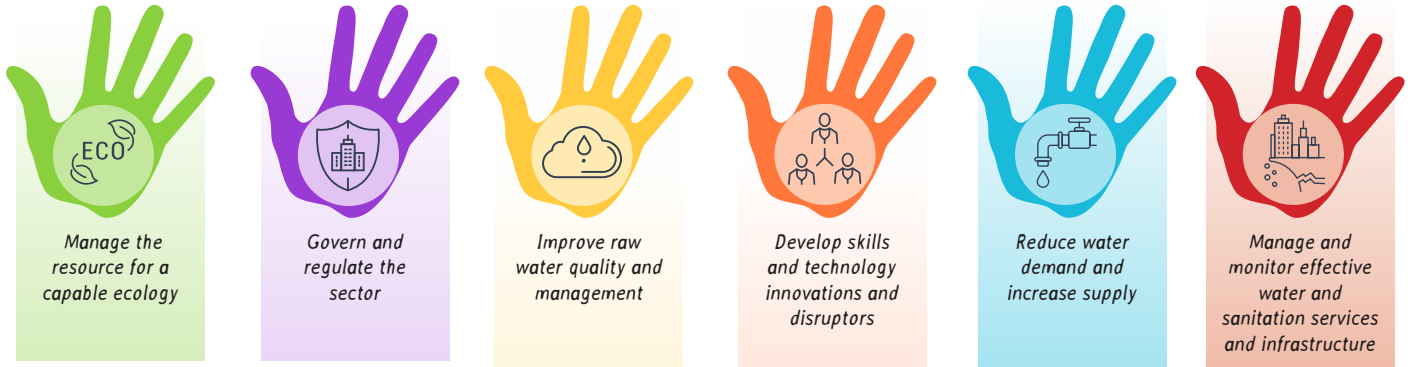 ECO
Manage the
resource for a
capable ecology
Govern and
regulate the
sector
Improve raw
water quality and
management
Develop skills
and technology
innovations and
disruptors
Reduce water
demand and
increase supply
Manage and
monitor effective
water and
sanitation services
and infrastructure